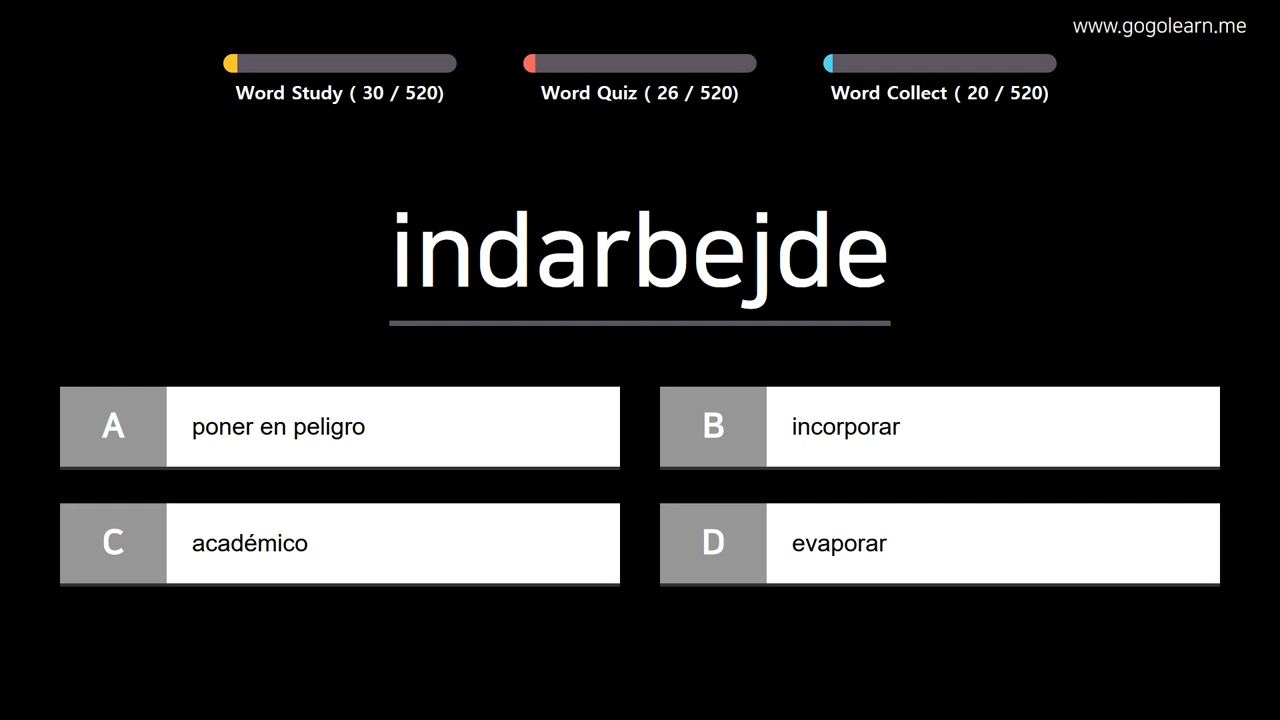 www.gogolearn.me
Word Study ( 30 / 520)
Word Quiz ( 26 / 520)
Word Collect ( 20 / 520)
indarbejde
A poner en peligro
B incorporar
C académico
D evaporar